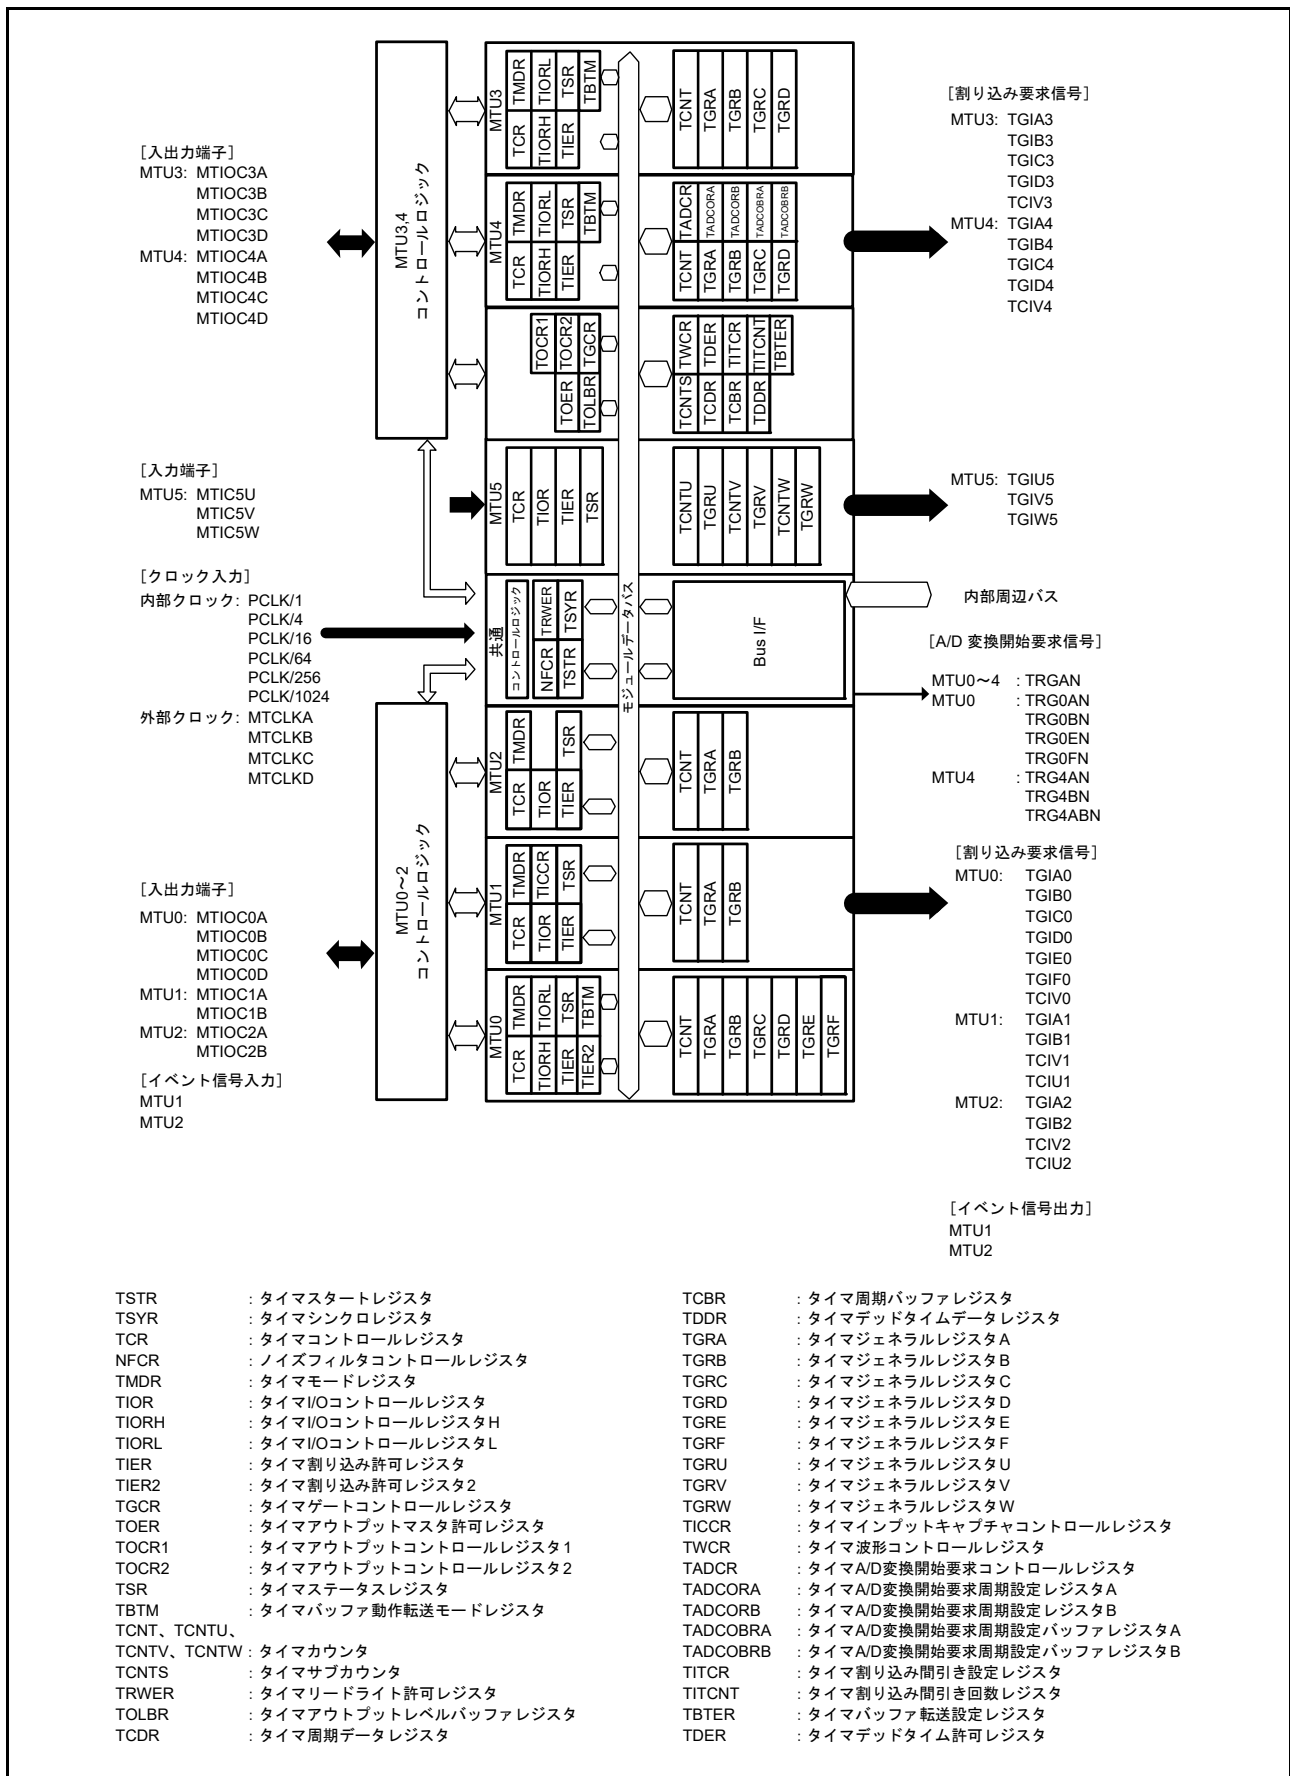 [入出力端子]
MTU3: MTIOC3A
MTIOC3B
MTIOC3C
MTIOC3D
MTU4: MTIOC4A
MTIOC4B
MTIOC4C
MTIOC4D
[入力端子]
MTU5: MTIC5U
MTIC5V
MTIC5W
[クロック入力]
内部クロック: PCLK/1
PCLK/4
PCLK/16
PCLK/64
PCLK/256
PCLK/1024
外部クロック: MTCLKA
MTCLKB
MTCLKC
MTCLKD
[入出力端子]
MTU0: MTIOC0A
MTIOC0B
MTIOC0C
MTIOC0D
MTU1: MTIOC1A
MTIOC1B
MTU2: MTIOC2A
MTIOC2B
[イベント信号入力]
MTU1
MTU2
MTU3,4
コントロールロジック
MTU0~2
コントロールロジック
MTU3
TCR
TMDR
TIORH
TIORL
TIER
TSR
TBTM
TCNT
TGRA
TGRB
TGRC
TGRD
MTU4
TCR
TMDR
TIORH
TIORL
TIER
TSR
TBTM
TCNT
TADCR
TGRA
TADCORA
TGRB
TADCORB
TGRC
TADCOBRA
TGRD
TADCOBRB
TOCR1
TOER
TOCR2
TOLBR
TGCR
TCNTS
TWCR
TCDR
TDER
TCBR
TITCR
TDDR
TITCNT
TBTER
MTU5
TCR
TIOR
TIER
TSR
TCNTU
TGRU
TCNTV
TGRV
TCNTW
TGRW
共通
コントロールロジック
NFCR
TRWER
TSTR
TSYR
モジュールデータバス
Bus I/F
MTU2
TCR
TMDR
TIOR
TIER
TSR
TCNT
TGRA
TGRB
MTU1
TCR
TMDR
TIOR
TICCR
TIER
TSR
TCNT
TGRA
TGRB
MTU0
TCR
TMDR
TIORH
TIORL
TIER
TSR
TIER2
TBTM
TCNT
TGRA
TGRB
TGRC
TGRD
TGRE
TGRF
[割り込み要求信号]
MTU3: TGIA3
TGIB3
TGIC3
TGID3
TCIV3
MTU4: TGIA4
TGIB4
TGIC4
TGID4
TCIV4
MTU5: TGIU5
TGIV5
TGIW5
内部周辺バス
[A/D 変換開始要求信号]
MTU0~4 : TRGAN
MTU0 : TRG0AN
TRG0BN
TRG0EN
TRG0FN
MTU4 : TRG4AN
TRG4BN
TRG4ABN
[割り込み要求信号]
MTU0: TGIA0
TGIB0
TGIC0
TGID0
TGIE0
TGIF0
TCIV0
MTU1: TGIA1
TGIB1
TCIV1
TCIU1
MTU2: TGIA2
TGIB2
TCIV2
TCIU2
[イベント信号出力]
MTU1
MTU2
TSTR : タイマスタートレジスタ
TSYR : タイマシンクロレジスタ
TCR : タイマコントロールレジスタ
NFCR : ノイズフィルタコントロールレジスタ
TMDR : タイマモードレジスタ
TIOR : タイマI/Oコントロールレジスタ
TIORH : タイマI/OコントロールレジスタH
TIORL : タイマI/OコントロールレジスタL
TIER : タイマ割り込み許可レジスタ
TIER2 : タイマ割り込み許可レジスタ2
TGCR : タイマゲートコントロールレジスタ
TOER : タイマアウトプットマスタ許可レジスタ
TOCR1 : タイマアウトプットコントロールレジスタ1
TOCR2 : タイマアウトプットコントロールレジスタ2
TSR : タイマステータスレジスタ
TBTM : タイマバッファ動作転送モードレジスタ
TCNT、TCNTU、
TCNTV、TCNTW : タイマカウンタ
TCNTS : タイマサブカウンタ
TRWER : タイマリードライト許可レジスタ
TOLBR : タイマアウトプットレベルバッファレジスタ
TCDR : タイマ周期データレジスタ
TCBR : タイマ周期バッファレジスタ
TDDR : タイマデッドタイムデータレジスタ
TGRA : タイマジェネラルレジスタA
TGRB : タイマジェネラルレジスタB
TGRC : タイマジェネラルレジスタC
TGRD : タイマジェネラルレジスタD
TGRE : タイマジェネラルレジスタE
TGRF : タイマジェネラルレジスタF
TGRU : タイマジェネラルレジスタU
TGRV : タイマジェネラルレジスタV
TGRW : タイマジェネラルレジスタW
TICCR : タイマインプットキャプチャコントロールレジスタ
TWCR : タイマ波形コントロールレジスタ
TADCR : タイマA/D変換開始要求コントロールレジスタ
TADCORA : タイマA/D変換開始要求周期設定レジスタA
TADCORB : タイマA/D変換開始要求周期設定レジスタB
TADCOBRA : タイマA/D変換開始要求周期設定バッファレジスタA
TADCOBRB : タイマA/D変換開始要求周期設定バッファレジスタB
TITCR : タイマ割り込み間引き設定レジスタ
TITCNT : タイマ割り込み間引き回数レジスタ
TBTER : タイマバッファ転送設定レジスタ
TDER : タイマデッドタイム許可レジスタ